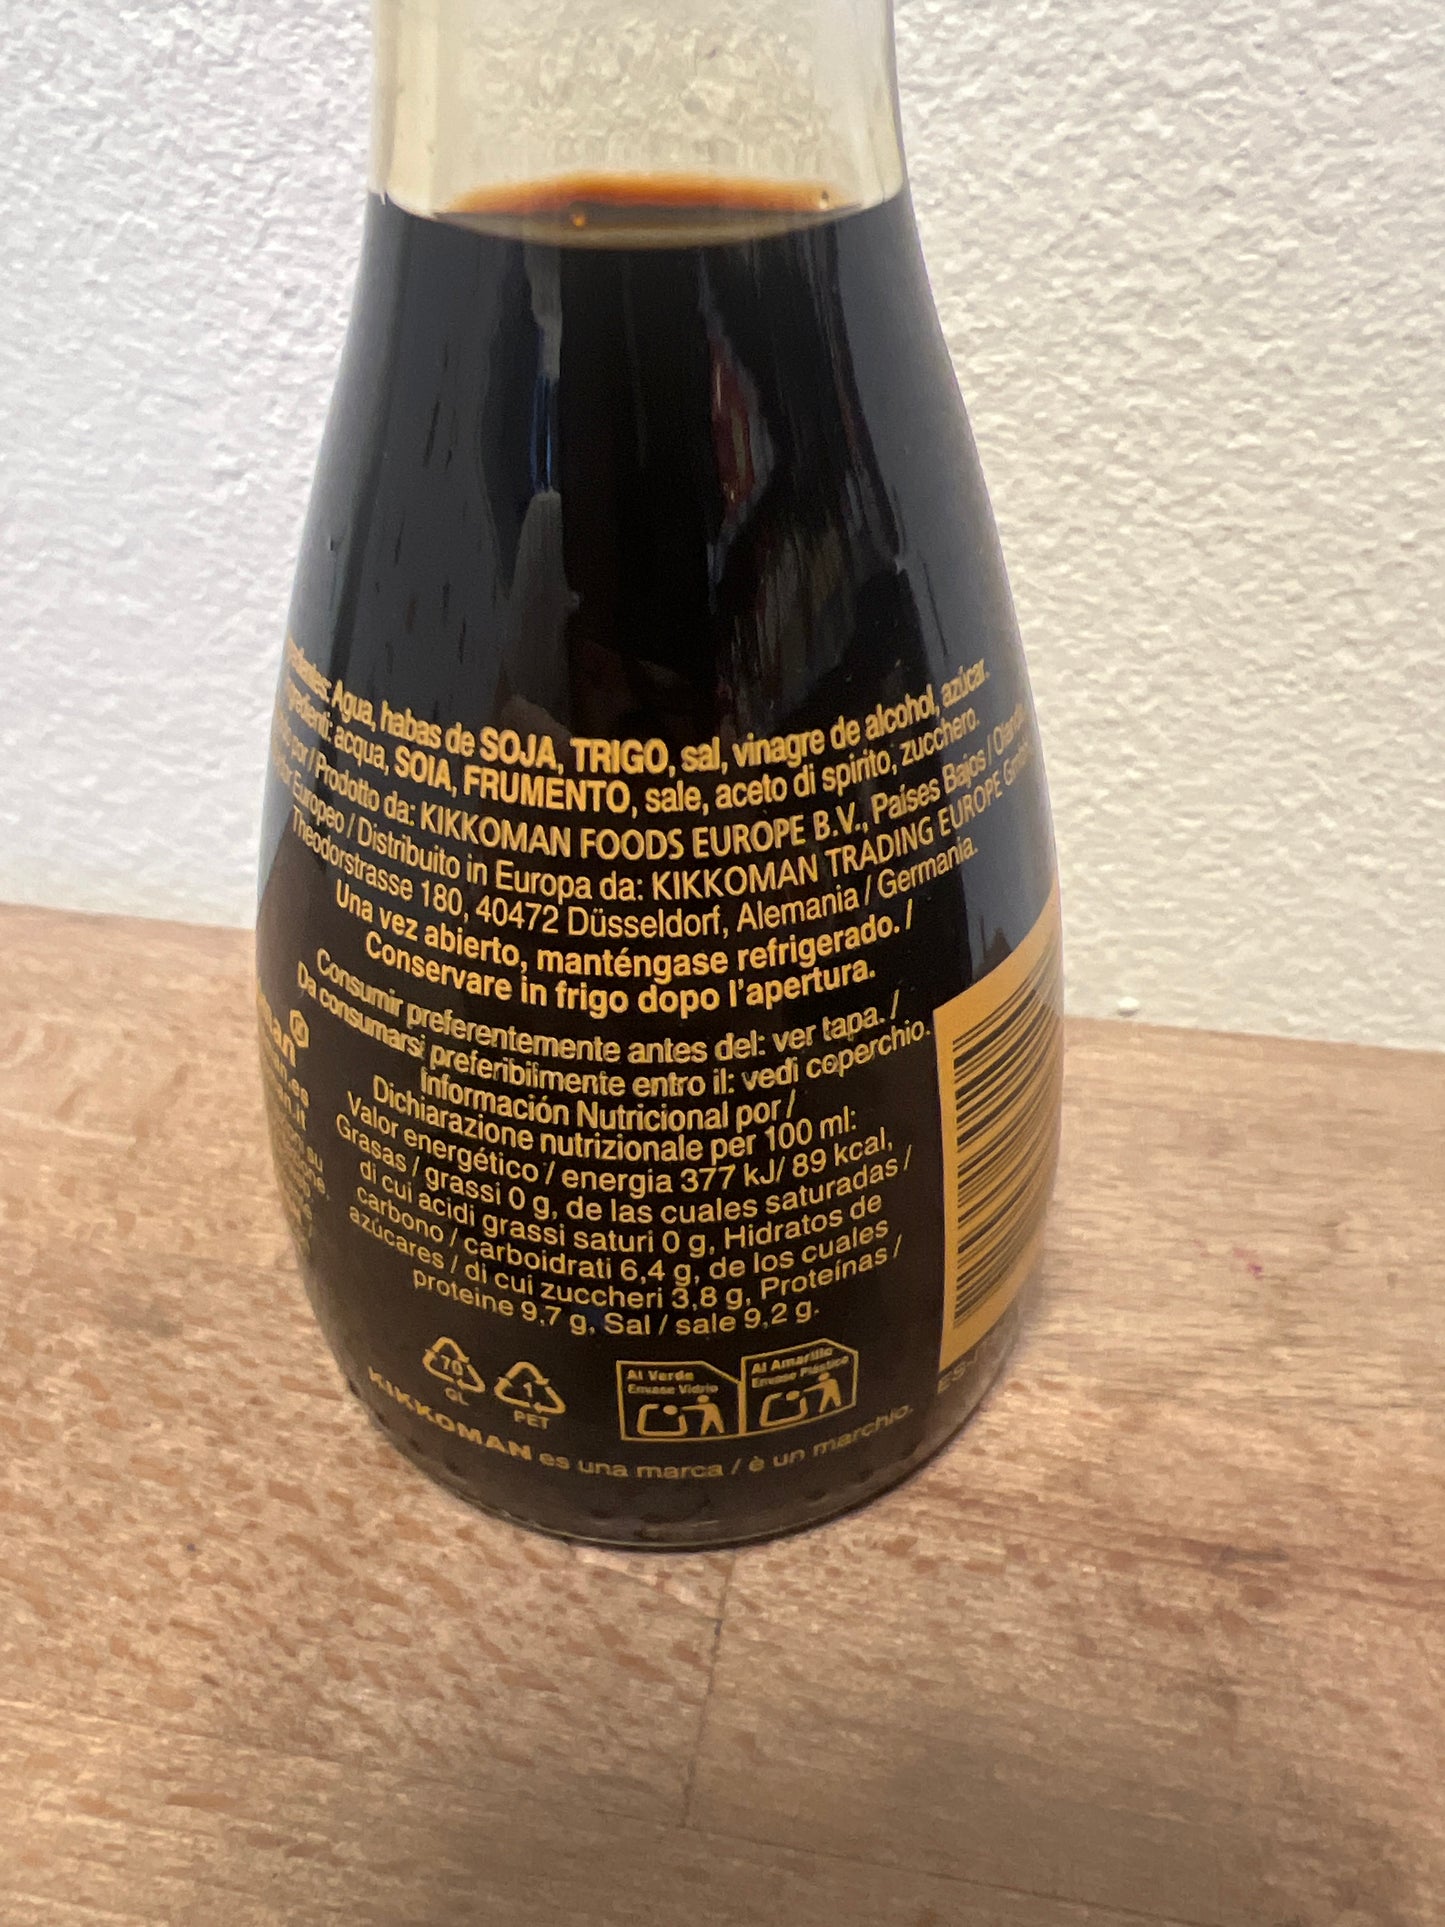 Agua, habas de SOJA, TRIGO, sal, vinagre de alcohol, azúcar.
acqua, SOIA, FRUMENTO, sale, aceto di spirito, zucchero.
por / Prodotto da: KIKKOMAN FOODS EUROPE B.V., Países Bajos /
Europeo / Distribuito in Europa da: KIKKOMAN TRADING EUROPE
Theodorstrasse 180, 40472 Düsseldorf, Alemania / Germania.
Una vez abierto, manténgase refrigerado. /
Conservare in frigo dopo l'apertura.
Consumir preferentemente antes del: ver tapa. /
Da consumarsi preferibilmente entro il: vedi coperchio.
Información Nutricional por /
Dichiarazione nutrizionale per 100 ml:
Valor energético / energia 377 kJ/ 89 kcal,
Grasas / grassi 0 g, de las cuales saturadas /
di cui acidi grassi saturi 0 g, Hidratos de
carbono / carboidrati 6,4 g, de los cuales
azúcares / di cui zuccheri 3,8 g, Proteínas /
proteine 9,7 g, Sal / sale 9,2 g.
70
GL
1
PET
Al Verde
Envase Vidrio
Al Amarillo
Envase Plástico
KIKKOMAN es una marca / è un marchio.